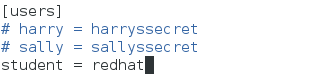 [users]
# harry = harryssecret
# sally = sallyssecret
student = redhat